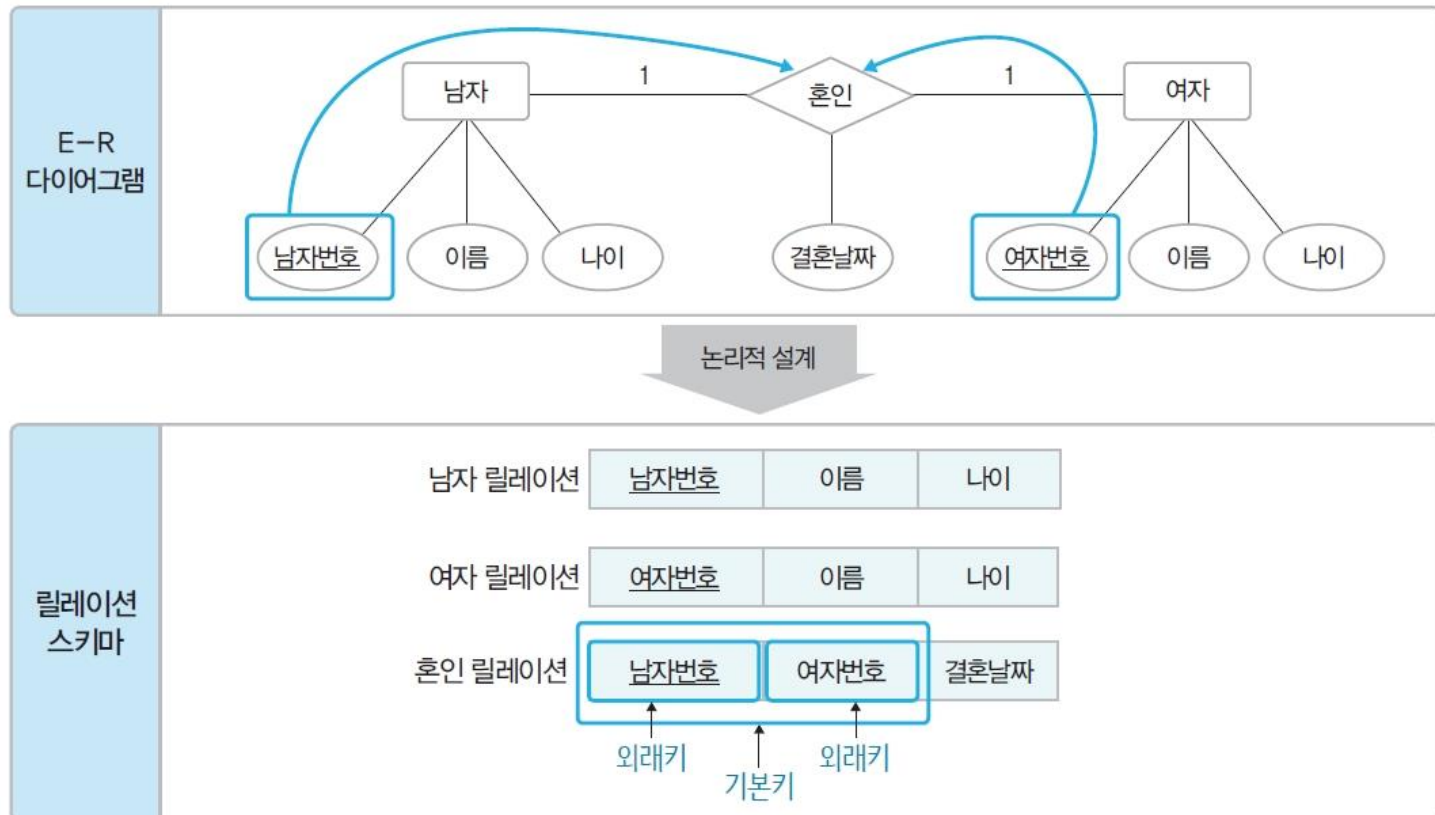 E-R
다이어그램
남자
1
혼인
1
여자
남자번호
이름
나이
결혼날짜
여자번호
이름
나이
논리적 설계
릴레이션
스키마
남자 릴레이션 남자번호 이름 나이
여자 릴레이션 여자번호 이름 나이
혼인 릴레이션 남자번호 여자번호 결혼날짜
외래키
기본키
외래키